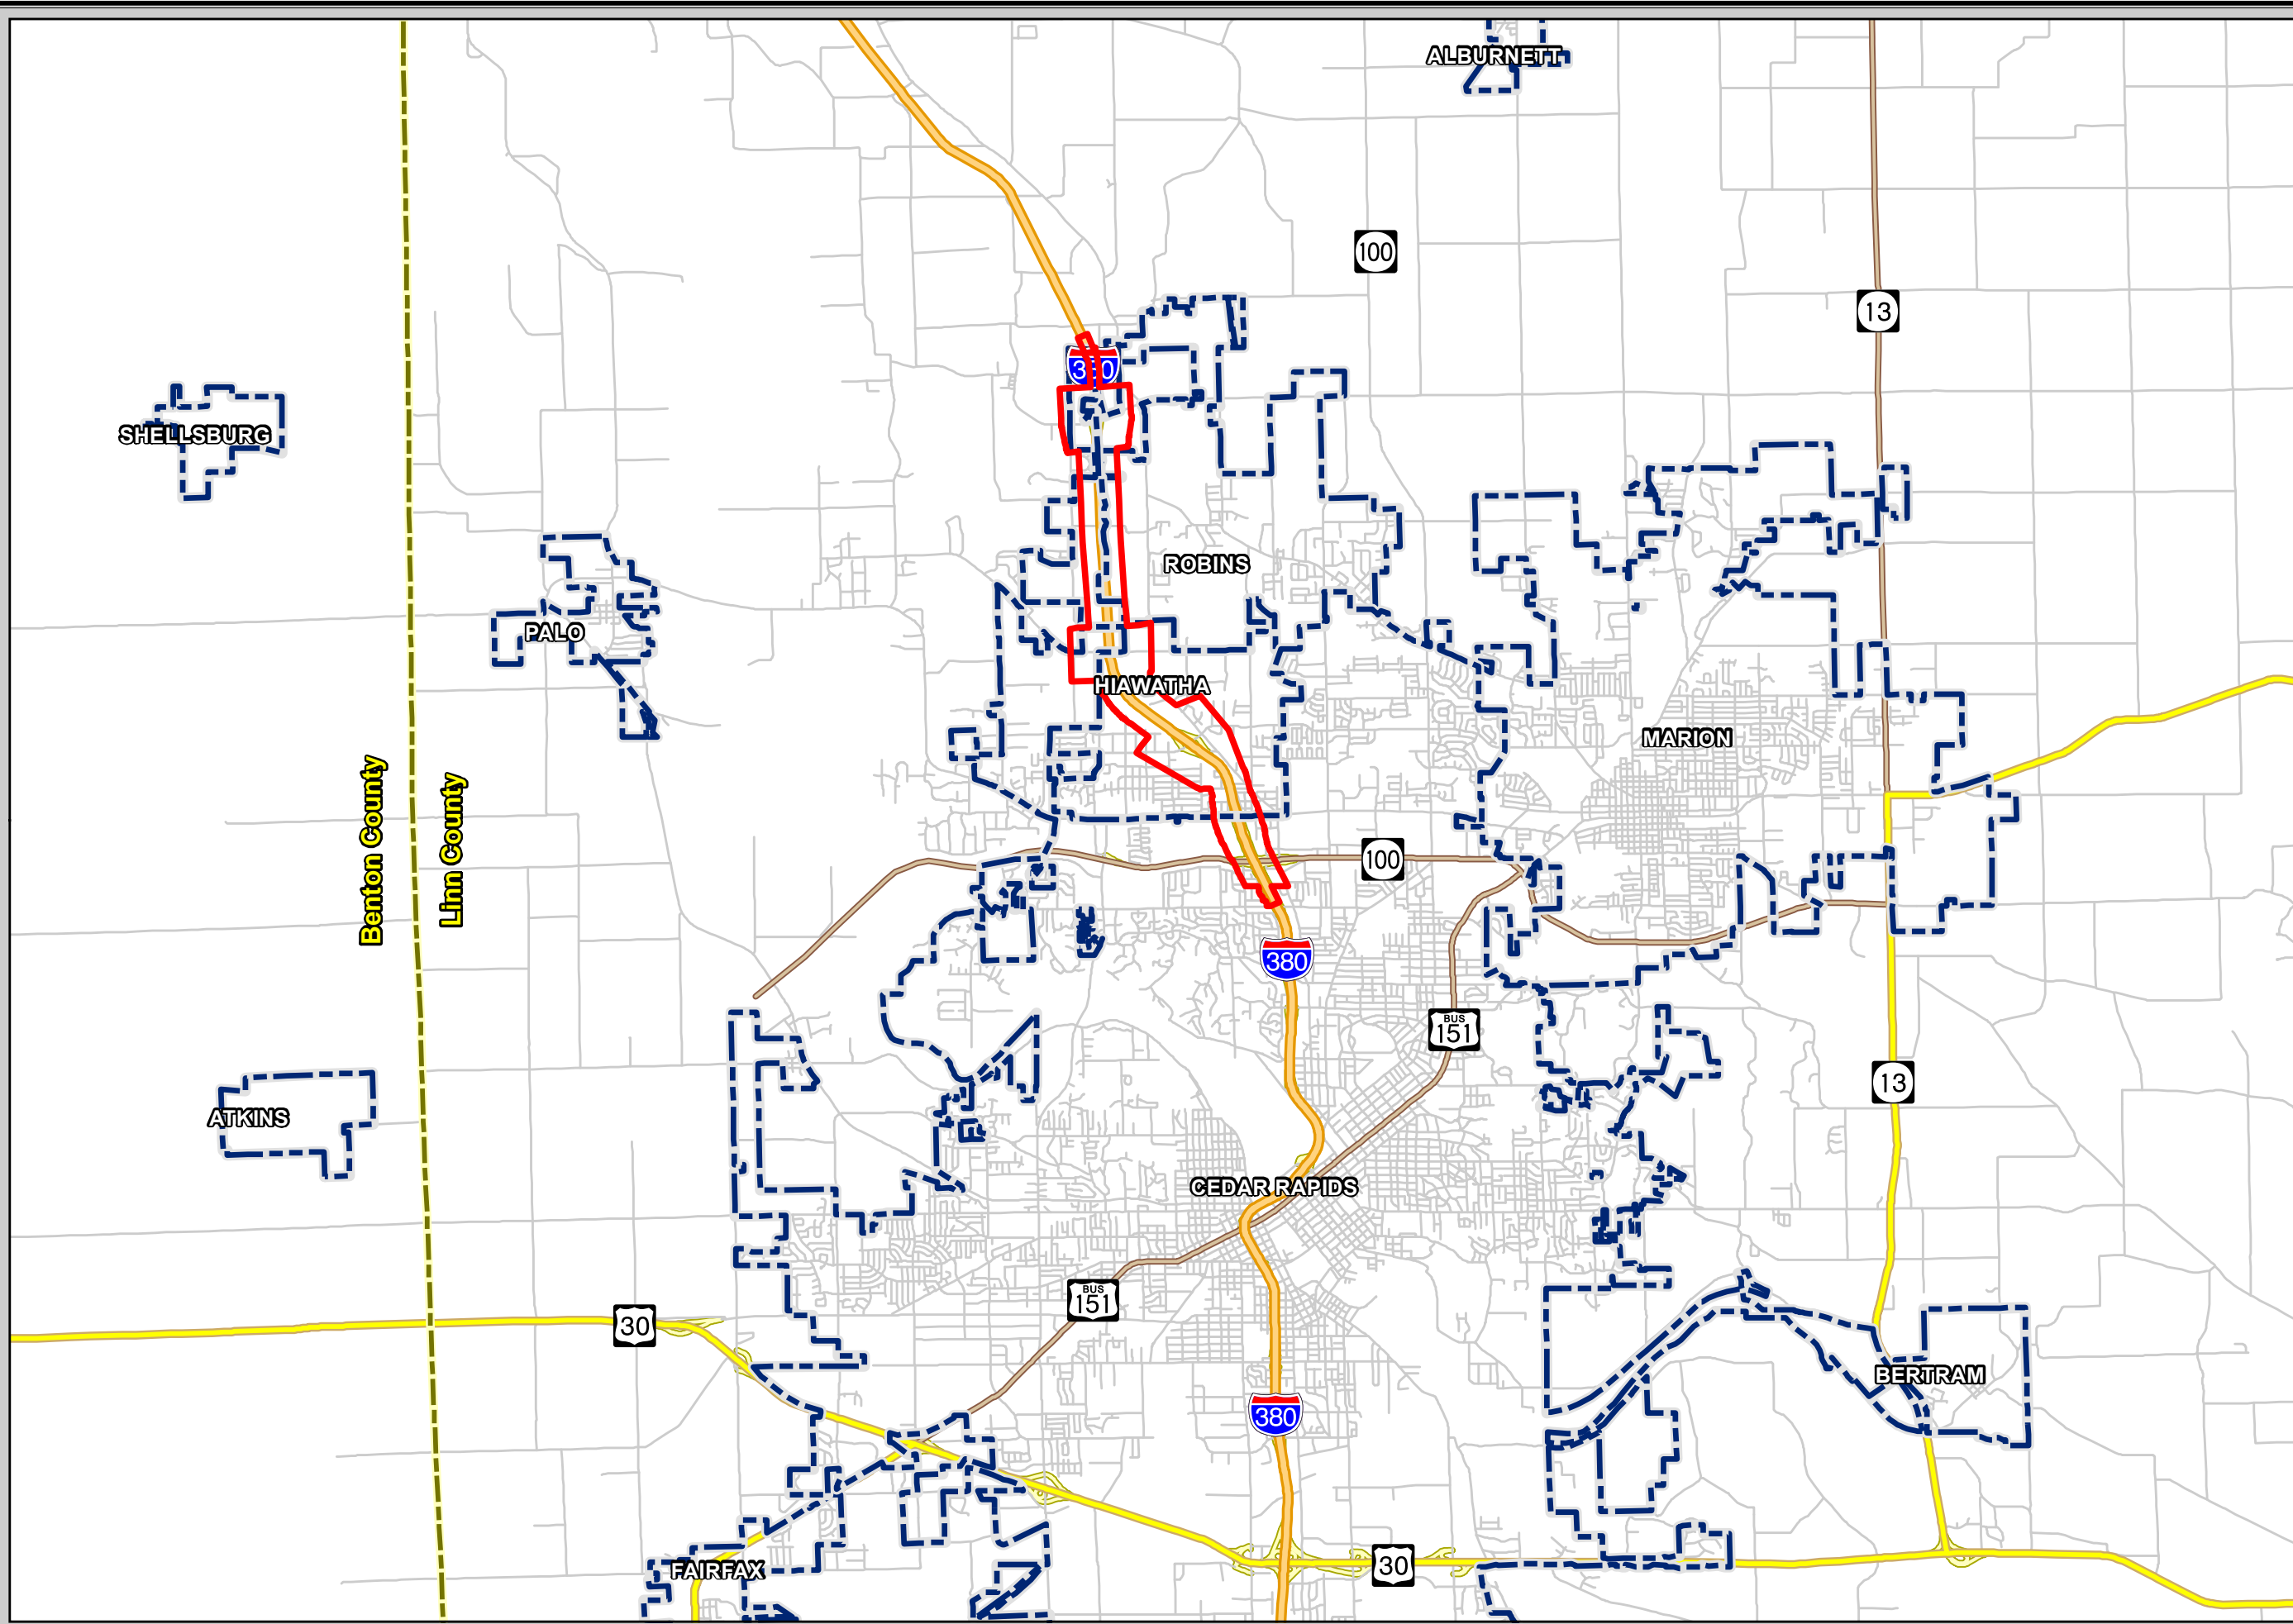 ALBURNETT
100
13
380
SHELLSBURG
ROBINS
PALO
HIAWATHA
MARION
Benton County
Linn County
100
380
BUS
151
13
ATKINS
CEDAR RAPIDS
BUS
151
30
BERTRAM
380
30
FAIRFAX